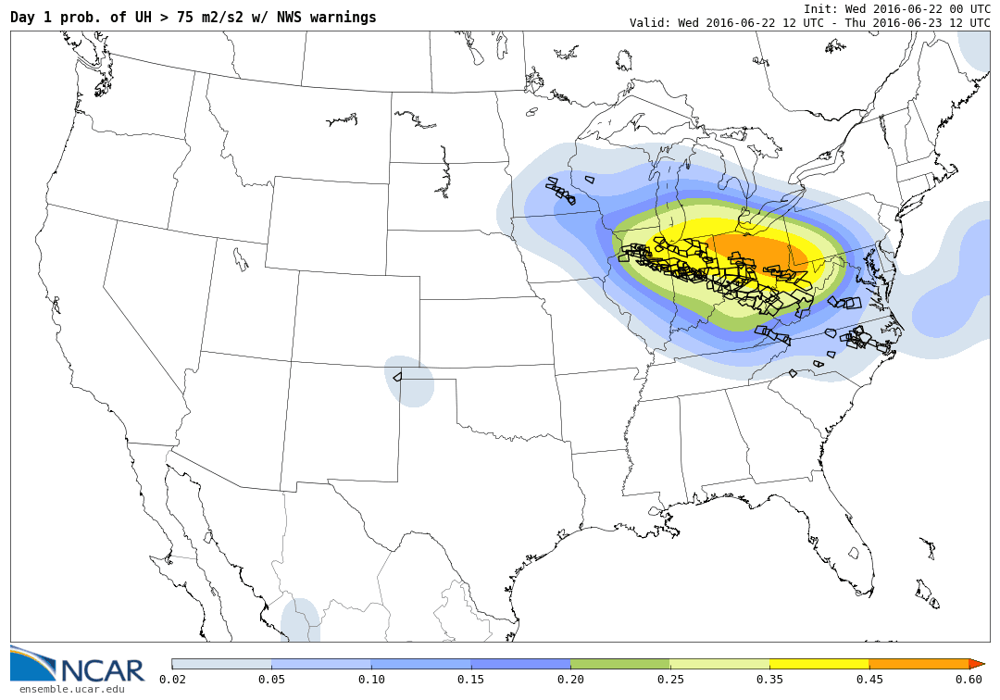 Day 1 prob. of UH > 75 m2/s2 w/ NWS warnings
Init: Wed 2016-06-22 00 UTC
Valid: Wed 2016-06-22 12 UTC - Thu 2016-06-23 12 UTC
NCAR
ensemble.ucar.edu
0.02 0.05 0.10 0.15 0.20 0.25 0.35 0.45 0.60